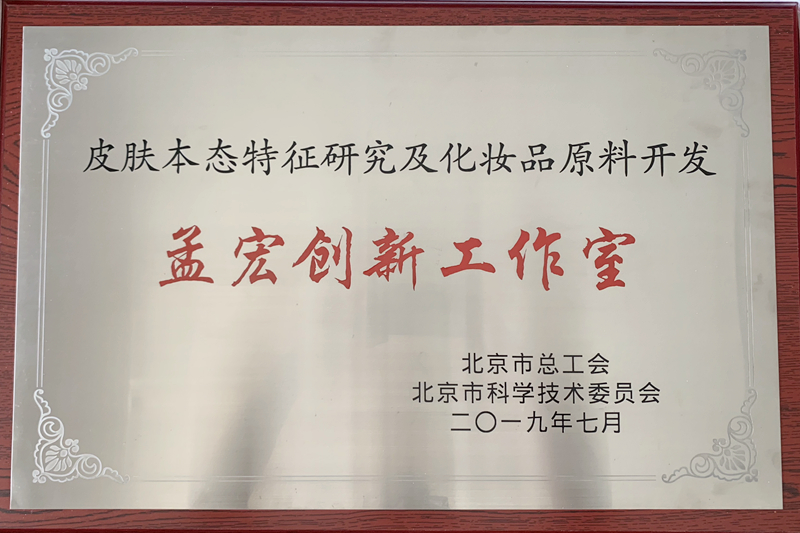 皮肤本态特征研究及化妆品原料开发
孟宏创新工作室
北京市总工会
北京市科学技术委员会
二〇一九年七月